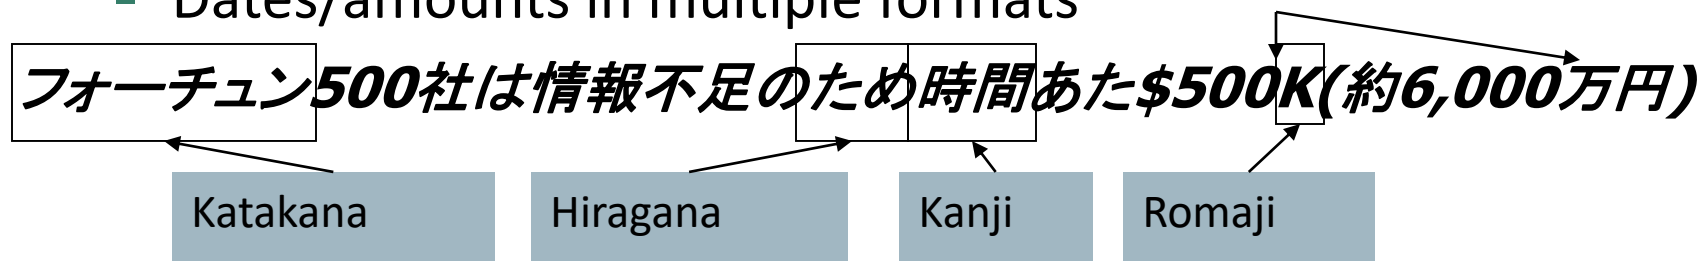 Dates/amounts in multiple formats
フォーチュン500社は情報不足のため時間あた$500K(約6,000万円)
Katakana Hiragana Kanji Romaji